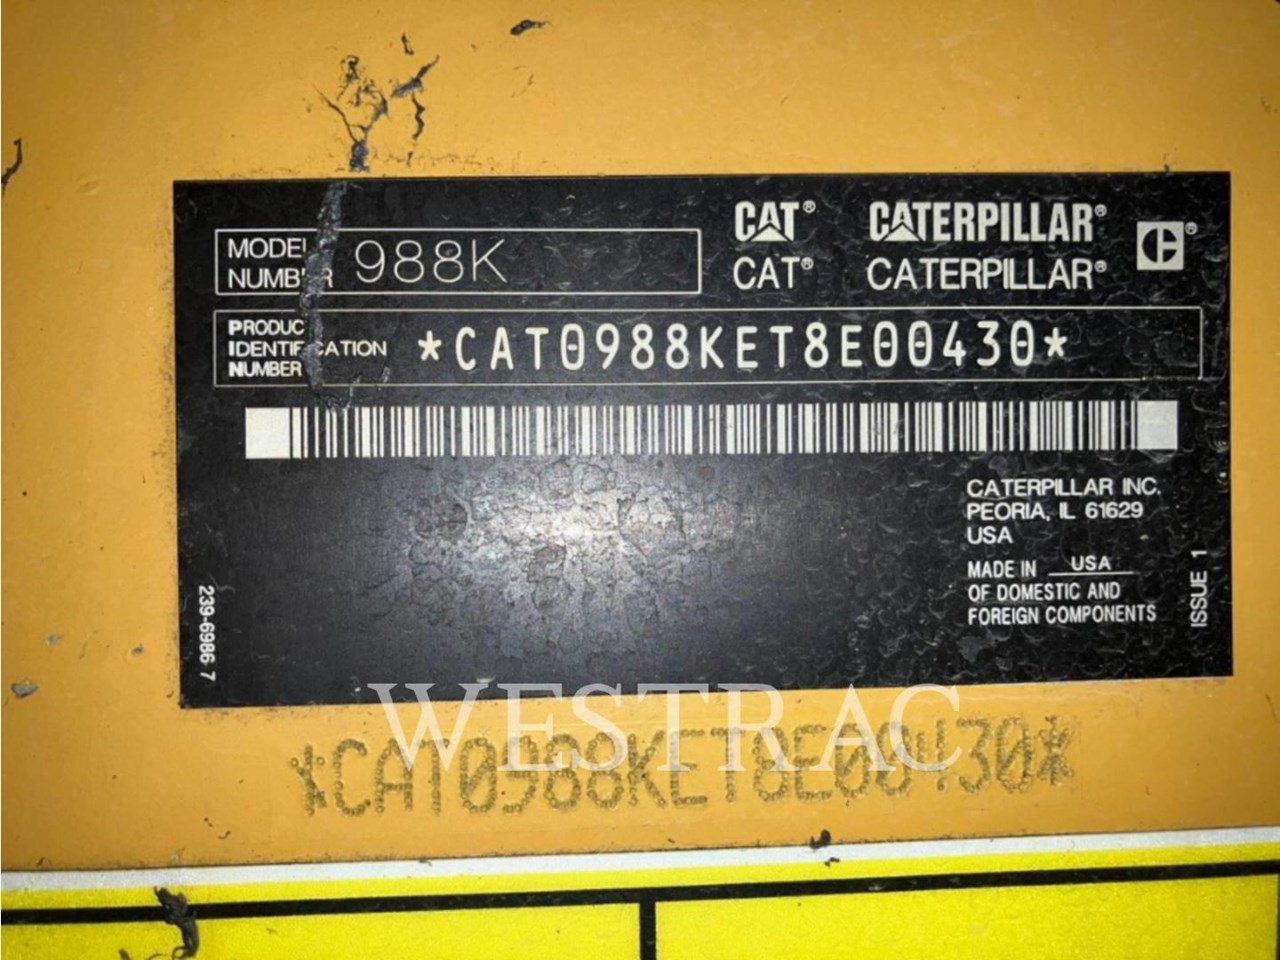 MODEL NUMBER 988K
CAT® CATERPILLAR® ®
CAT® CATERPILLAR®
PRODUCT
IDENTIFICATION
NUMBER
*CAT0988KET8E00430*
CATERPILLAR INC.
PEORIA, IL 61629
USA
MADE IN USA
OF DOMESTIC AND
FOREIGN COMPONENTS
ISSUE 1
239-6986 7
WESTRAC
*CAT0988KET8E00430*